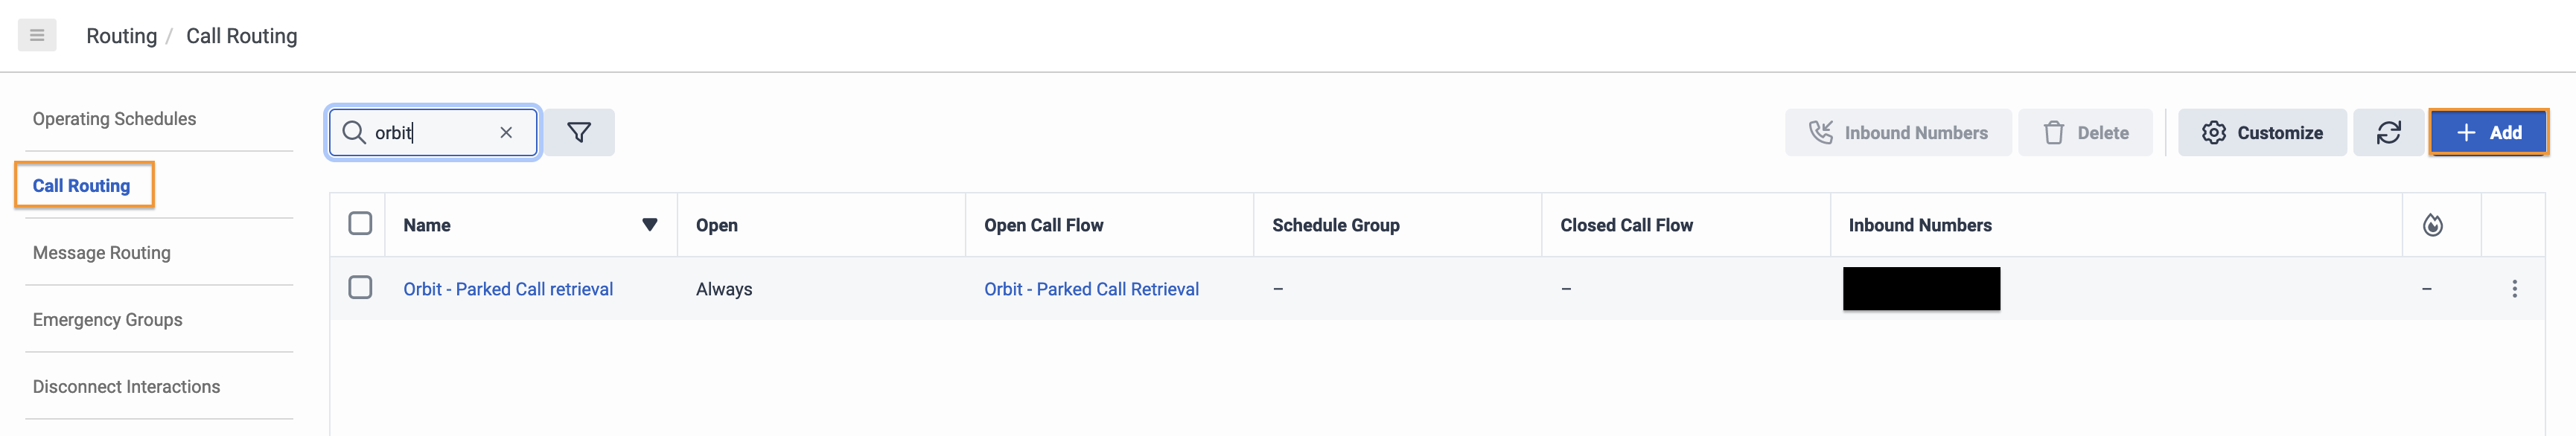 Routing / Call Routing
Operating Schedules
Call Routing
Message Routing
Emergency Groups
Disconnect Interactions
orbit
Inbound Numbers
Delete
Customize
Add
Name Open Open Call Flow Schedule Group Closed Call Flow Inbound Numbers
Orbit - Parked Call retrieval Always Orbit - Parked Call Retrieval – – –